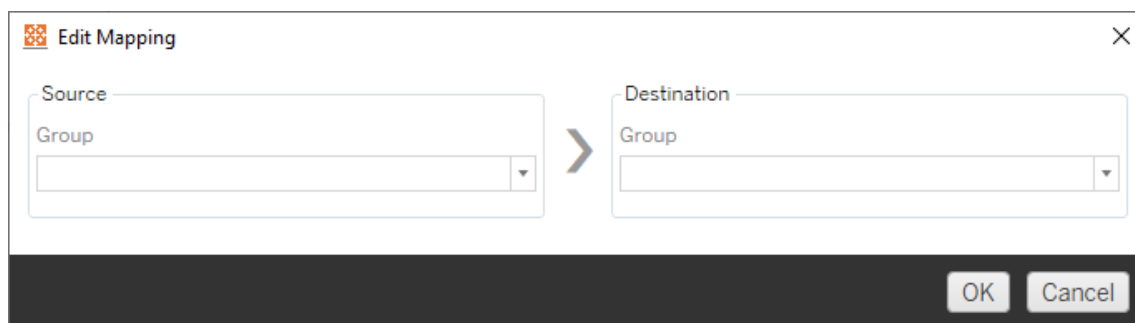 Edit Mapping
Source
Group
Destination
Group
OK
Cancel